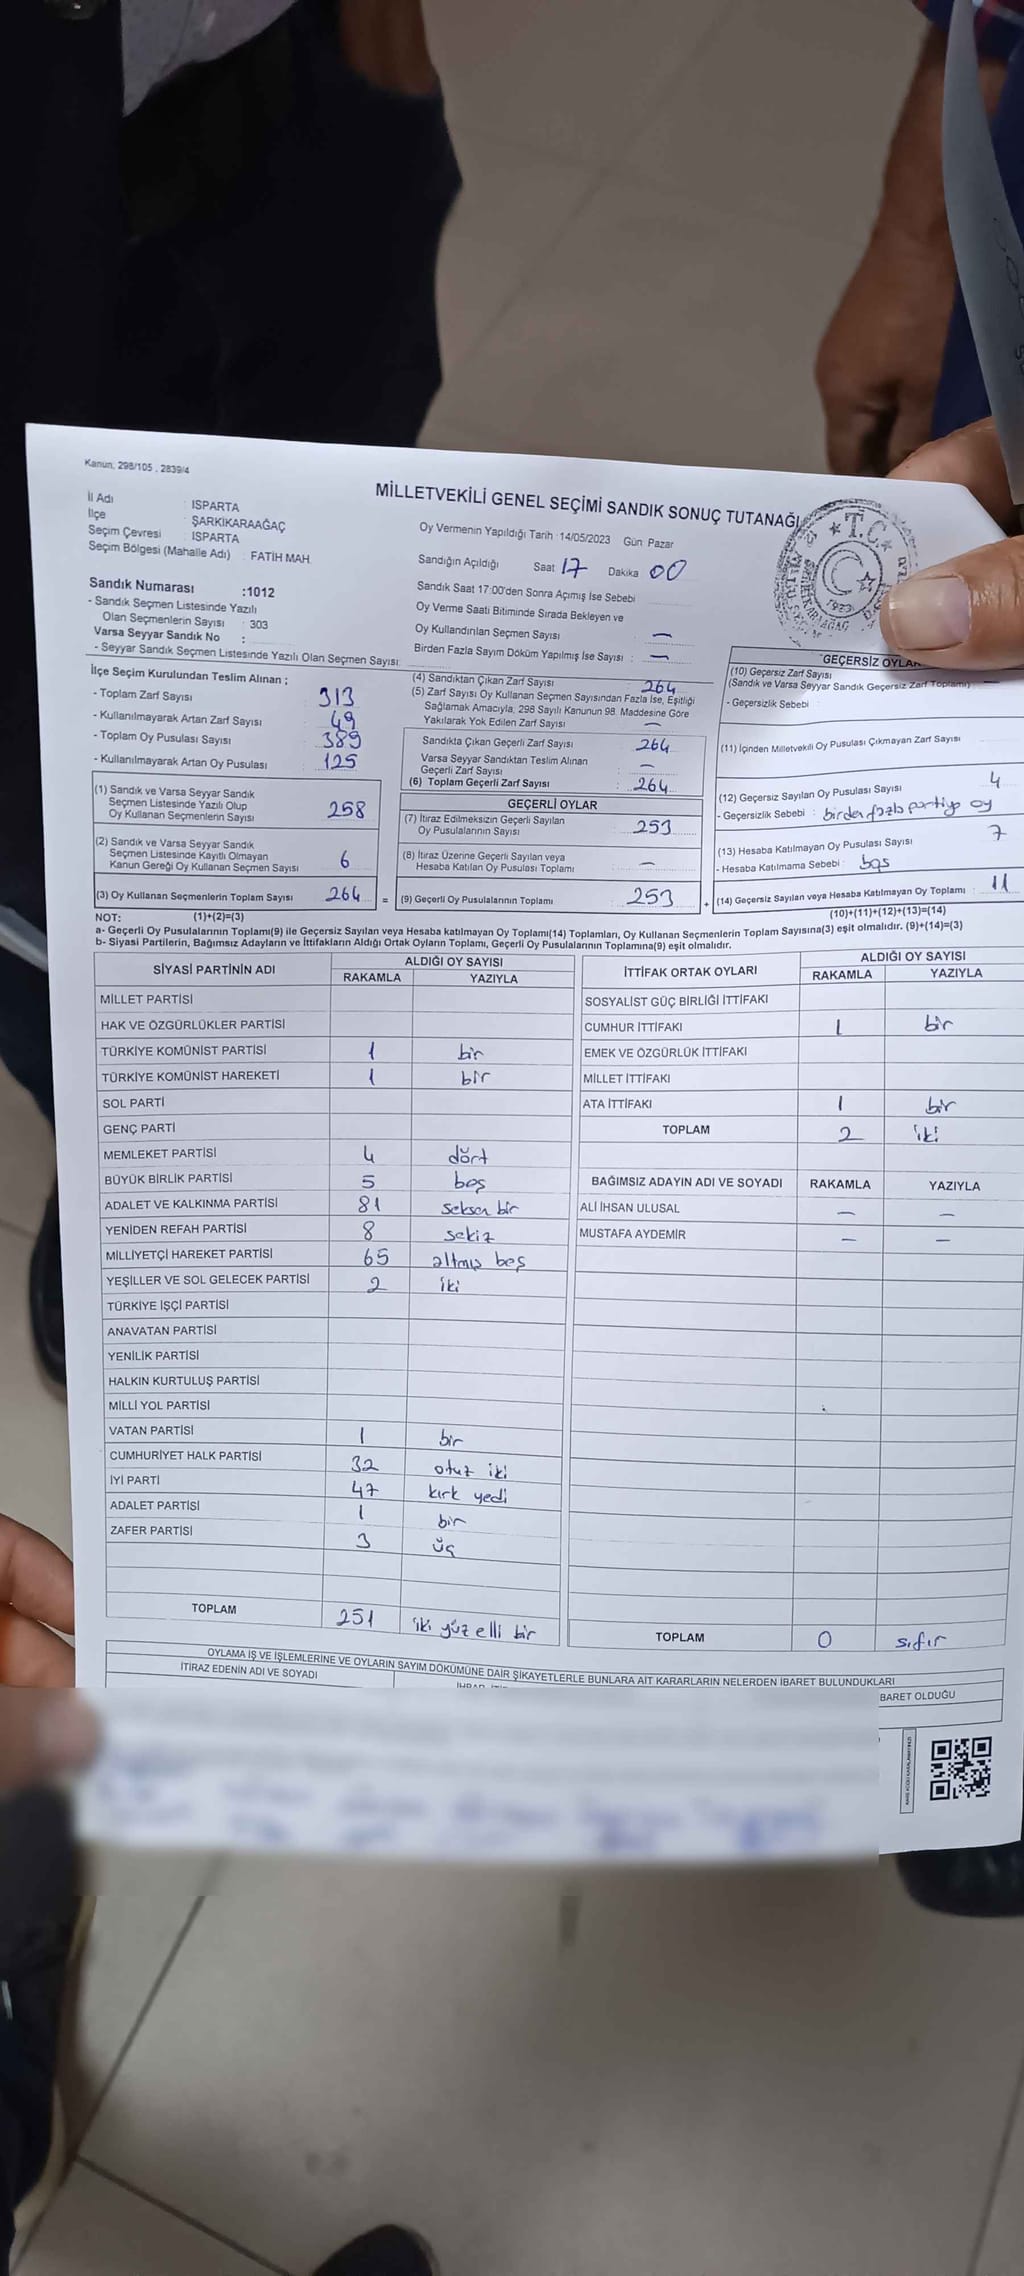 Kanun: 298/105 , 2839/4
MİLLETVEKİLİ GENEL SEÇİMİ SANDIK SONUÇ TUTANAĞI
İl Adı : ISPARTA
İlçe : ŞARKİKARAAĞAÇ
Seçim Çevresi : ISPARTA
Seçim Bölgesi (Mahalle Adı) : FATİH MAH.
Sandık Numarası :1012
- Sandık Seçmen Listesinde Yazılı
Olan Seçmenlerin Sayısı : 303
Varsa Seyyar Sandık No :
- Seyyar Sandık Seçmen Listesinde Yazılı Olan Seçmen Sayısı:
Oy Vermenin Yapıldığı Tarih :14/05/2023 Gün: Pazar
Sandığın Açıldığı Saat 17 Dakika 00
Sandık Saat 17:00'den Sonra Açımış İse Sebebi
Oy Verme Saati Bitiminde Sırada Bekleyen ve
Oy Kullandırılan Seçmen Sayısı : —
Birden Fazla Sayım Döküm Yapılmış İse Sayısı : —
T.C.
1923
İlçe Seçim Kurulundan Teslim Alınan ;
- Toplam Zarf Sayısı : 313
- Kullanılmayarak Artan Zarf Sayısı : 49
- Toplam Oy Pusulası Sayısı : 389
- Kullanılmayarak Artan Oy Pusulası : 125
(1) Sandık ve Varsa Seyyar Sandık
Seçmen Listesinde Yazılı Olup
Oy Kullanan Seçmenlerin Sayısı : 258
(2) Sandık ve Varsa Seyyar Sandık
Seçmen Listesinde Kayıtlı Olmayan
Kanun Gereği Oy Kullanan Seçmen Sayısı : 6
(3) Oy Kullanan Seçmenlerin Toplam Sayısı : 264 =
(4) Sandıktan Çıkan Zarf Sayısı : 264
(5) Zarf Sayısı Oy Kullanan Seçmen Sayısından Fazla İse, Eşitliği
Sağlamak Amacıyla, 298 Sayılı Kanunun 98. Maddesine Göre
Yakılarak Yok Edilen Zarf Sayısı : —
Sandıkta Çıkan Geçerli Zarf Sayısı : 264
Varsa Seyyar Sandıktan Teslim Alınan
Geçerli Zarf Sayısı : —
(6) Toplam Geçerli Zarf Sayısı : 264
GEÇERLİ OYLAR
(7) İtiraz Edilmeksizin Geçerli Sayılan
Oy Pusulalarının Sayısı : 253
(8) İtiraz Üzerine Geçerli Sayılan veya
Hesaba Katılan Oy Pusulası Toplamı : —
(9) Geçerli Oy Pusulalarının Toplamı : 253 +
GEÇERSİZ
(10) Geçersiz Zarf Sayısı
(Sandık ve Varsa Seyyar Sandık Geçersiz Zarf Toplamı) —
- Geçersizlik Sebebi :
(11) İçinden Milletvekili Oy Pusulası Çıkmayan Zarf Sayısı
(12) Geçersiz Sayılan Oy Pusulası Sayısı 4
- Geçersizlik Sebebi : birden fazla partiye oy
(13) Hesaba Katılmayan Oy Pusulası Sayısı 7
- Hesaba Katılmama Sebebi : boş
(14) Geçersiz Sayılan veya Hesaba Katılmayan Oy Toplamı : 11
NOT: (1)+(2)=(3) (10)+(11)+(12)+(13)=(14)
a- Geçerli Oy Pusulalarının Toplamı(9) ile Geçersiz Sayılan veya Hesaba katılmayan Oy Toplamı(14) Toplamları, Oy Kullanan Seçmenlerin Toplam Sayısına(3) eşit olmalıdır. (9)+(14)=(3)
b- Siyasi Partilerin, Bağımsız Adayların ve İttifakların Aldığı Ortak Oyların Toplamı, Geçerli Oy Pusulalarının Toplamına(9) eşit olmalıdır.
SİYASİ PARTİNİN ADI ALDIĞI OY SAYISI
RAKAMLA YAZIYLA
MİLLET PARTİSİ
HAK VE ÖZGÜRLÜKLER PARTİSİ
TÜRKİYE KOMÜNİST PARTİSİ 1 bir
TÜRKİYE KOMÜNİST HAREKETİ 1 bir
SOL PARTİ
GENÇ PARTİ
MEMLEKET PARTİSİ 4 dört
BÜYÜK BİRLİK PARTİSİ 5 beş
ADALET VE KALKINMA PARTİSİ 81 seksen bir
YENİDEN REFAH PARTİSİ 8 sekiz
MİLLİYETÇİ HAREKET PARTİSİ 65 altmış beş
YEŞİLLER VE SOL GELECEK PARTİSİ 2 iki
TÜRKİYE İŞÇİ PARTİSİ
ANAVATAN PARTİSİ
YENİLİK PARTİSİ
HALKIN KURTULUŞ PARTİSİ
MİLLİ YOL PARTİSİ
VATAN PARTİSİ 1 bir
CUMHURİYET HALK PARTİSİ 32 otuz iki
İYİ PARTİ 47 kırk yedi
ADALET PARTİSİ 1 bir
ZAFER PARTİSİ 3 üç
TOPLAM 251 iki yüz elli bir
İTTİFAK ORTAK OYLARI ALDIĞI OY SAYISI
RAKAMLA YAZIYLA
SOSYALİST GÜÇ BİRLİĞİ İTTİFAKI
CUMHUR İTTİFAKI 1 bir
EMEK VE ÖZGÜRLÜK İTTİFAKI
MİLLET İTTİFAKI
ATA İTTİFAKI 1 bir
TOPLAM 2 iki
BAĞIMSIZ ADAYIN ADI VE SOYADI RAKAMLA YAZIYLA
ALİ İHSAN ULUSAL — —
MUSTAFA AYDEMİR — —
TOPLAM 0 sıfır
OYLAMA İŞ VE İŞLEMLERİNE VE OYLARIN SAYIM DÖKÜMÜNE DAİR ŞİKAYETLERLE BUNLARA AİT KARARLARIN NELERDEN İBARET BULUNDUKLARI
İTİRAZ EDENİN ADI VE SOYADI
BARET OLDUĞU